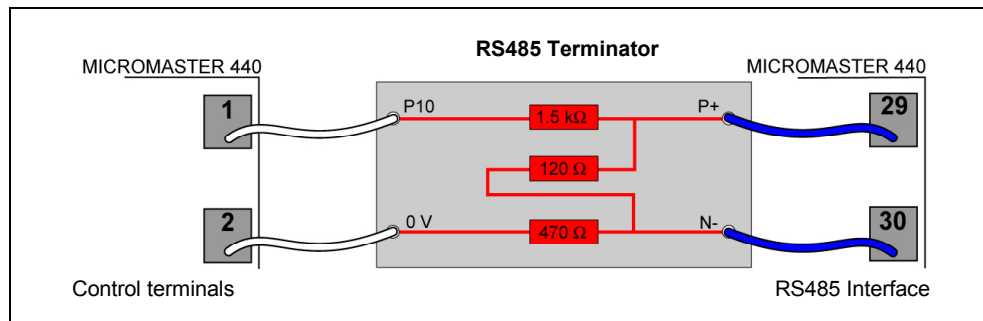 RS485 Terminator
MICROMASTER 440
MICROMASTER 440
1
P10
1.5 kΩ
P+
29
120 Ω
2
0 V
470 Ω
N-
30
Control terminals
RS485 Interface